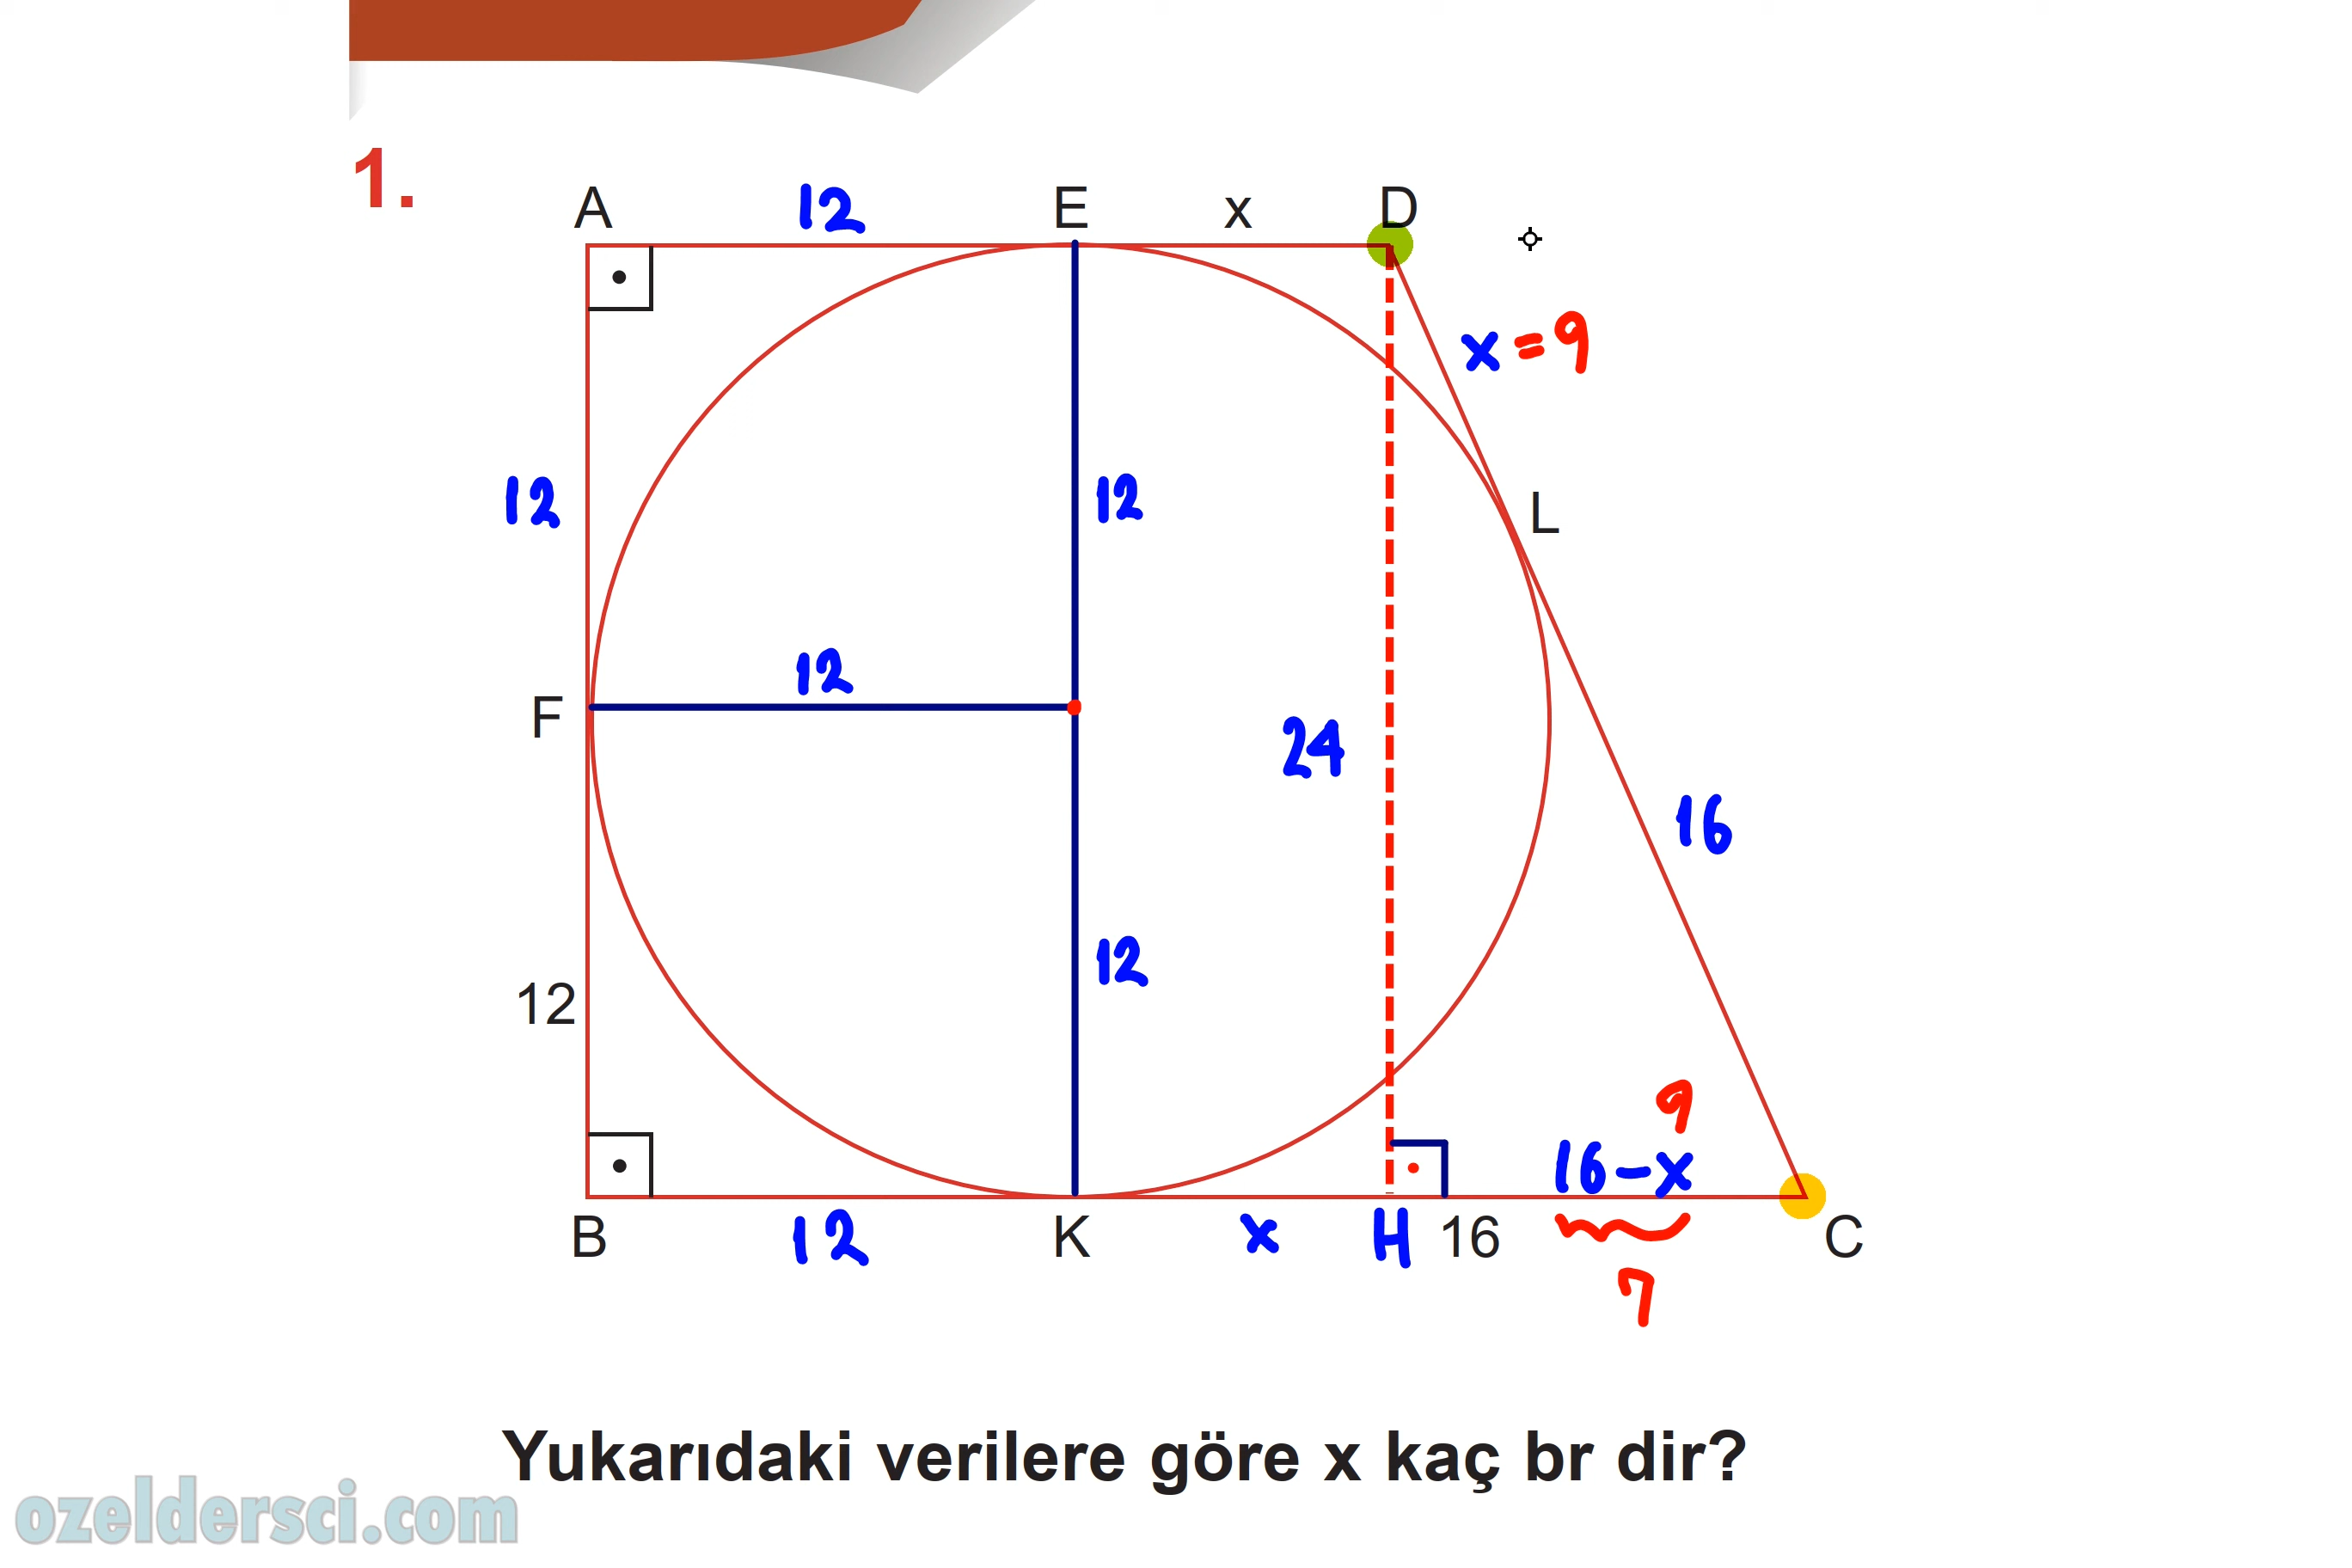 1.
A 12 E x D
x = 9
12 12 L
12
F
24
16
12
12
9
16 - x
B 12 K x H 16 C
7
Yukarıdaki verilere göre x kaç br dir?
ozeldersci.com